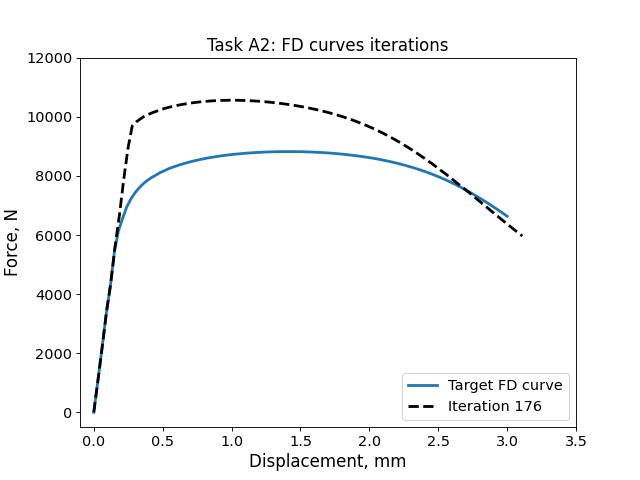 Task A2: FD curves iterations
12000
10000
8000
6000
4000
2000
0
Force, N
Target FD curve
Iteration 176
0.0 0.5 1.0 1.5 2.0 2.5 3.0 3.5
Displacement, mm